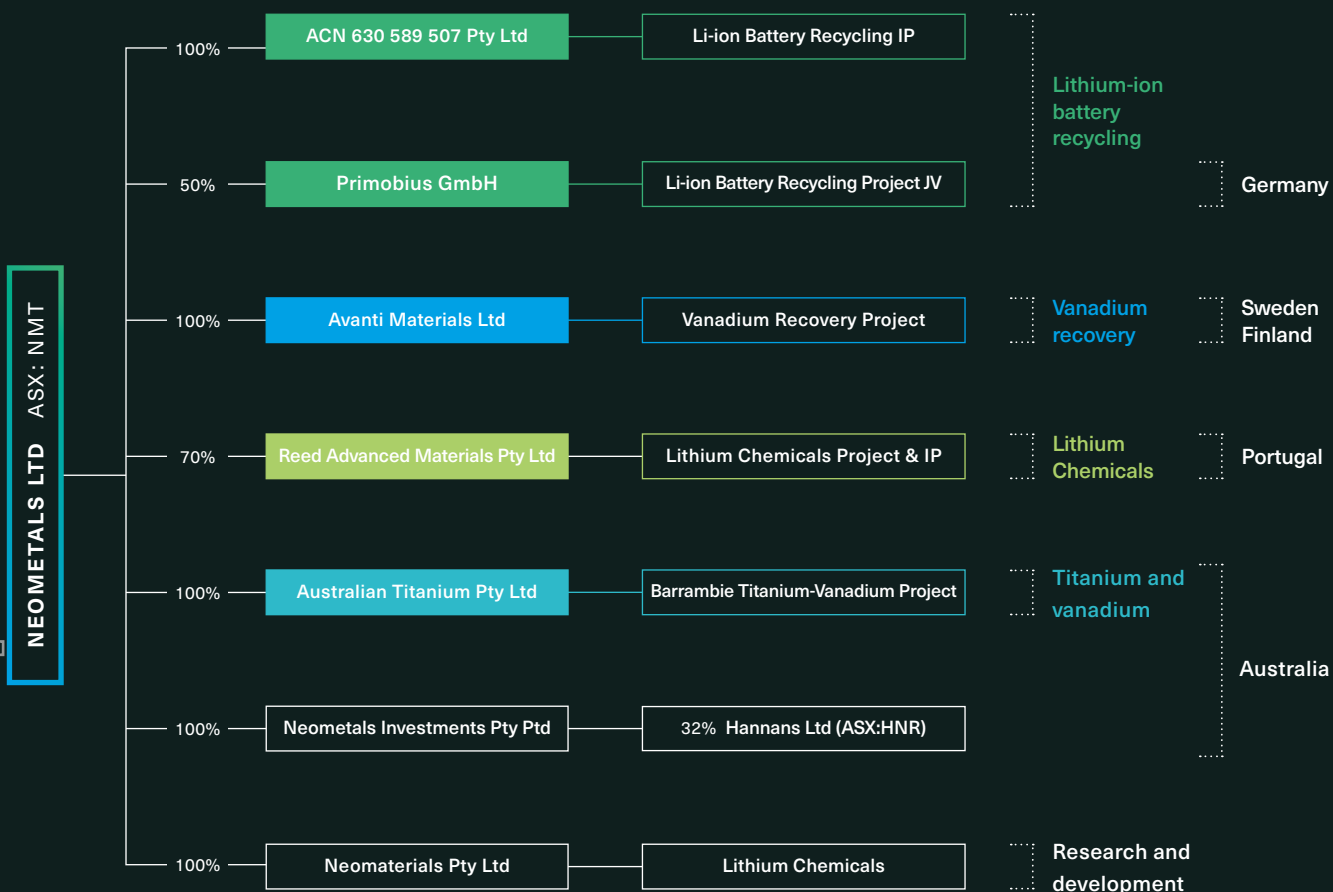 NEOMETALS LTD ASX: NMT
100%
ACN 630 589 507 Pty Ltd
Li-ion Battery Recycling IP
Lithium-ion
battery
recycling
50%
Primobius GmbH
Li-ion Battery Recycling Project JV
Germany
100%
Avanti Materials Ltd
Vanadium Recovery Project
Vanadium
recovery
Sweden
Finland
70%
Reed Advanced Materials Pty Ltd
Lithium Chemicals Project & IP
Lithium
Chemicals
Portugal
100%
Australian Titanium Pty Ltd
Barrambie Titanium-Vanadium Project
Titanium and
vanadium
Australia
100%
Neometals Investments Pty Ptd
32% Hannans Ltd (ASX:HNR)
100%
Neomaterials Pty Ltd
Lithium Chemicals
Research and
development